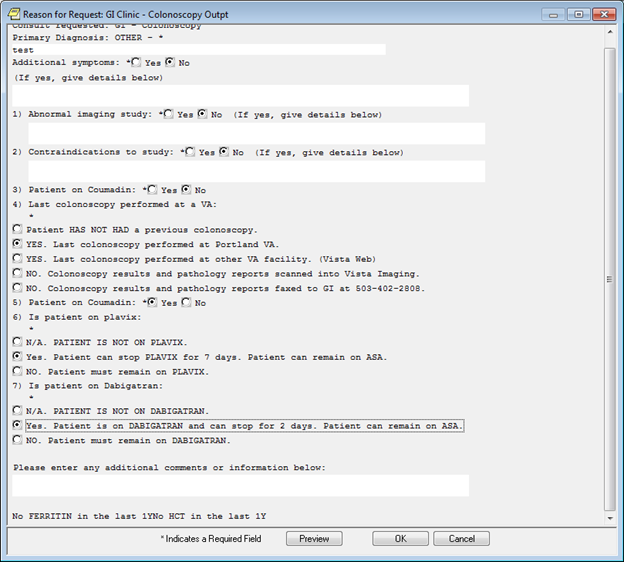 Reason for Request: GI Clinic - Colonoscopy Outpt
Consult requested: GI - Colonoscopy
Primary Diagnosis: OTHER - *
test
Additional symptoms: * Yes No
(If yes, give details below)
1) Abnormal imaging study: * Yes No (If yes, give details below)
2) Contraindications to study: * Yes No (If yes, give details below)
3) Patient on Coumadin: * Yes No
4) Last colonoscopy performed at a VA:
*
Patient HAS NOT HAD a previous colonoscopy.
YES. Last colonoscopy performed at Portland VA.
YES. Last colonoscopy performed at other VA facility. (Vista Web)
NO. Colonoscopy results and pathology reports scanned into Vista Imaging.
NO. Colonoscopy results and pathology reports faxed to GI at 503-402-2808.
5) Patient on Coumadin: * Yes No
6) Is patient on plavix:
*
N/A. PATIENT IS NOT ON PLAVIX.
Yes. Patient can stop PLAVIX for 7 days. Patient can remain on ASA.
NO. Patient must remain on PLAVIX.
7) Is patient on Dabigatran:
*
N/A. PATIENT IS NOT ON DABIGATRAN.
Yes. Patient is on DABIGATRAN and can stop for 2 days. Patient can remain on ASA.
NO. Patient must remain on DABIGATRAN.
Please enter any additional comments or information below:
No FERRITIN in the last 1YNo HCT in the last 1Y
* Indicates a Required Field Preview OK Cancel